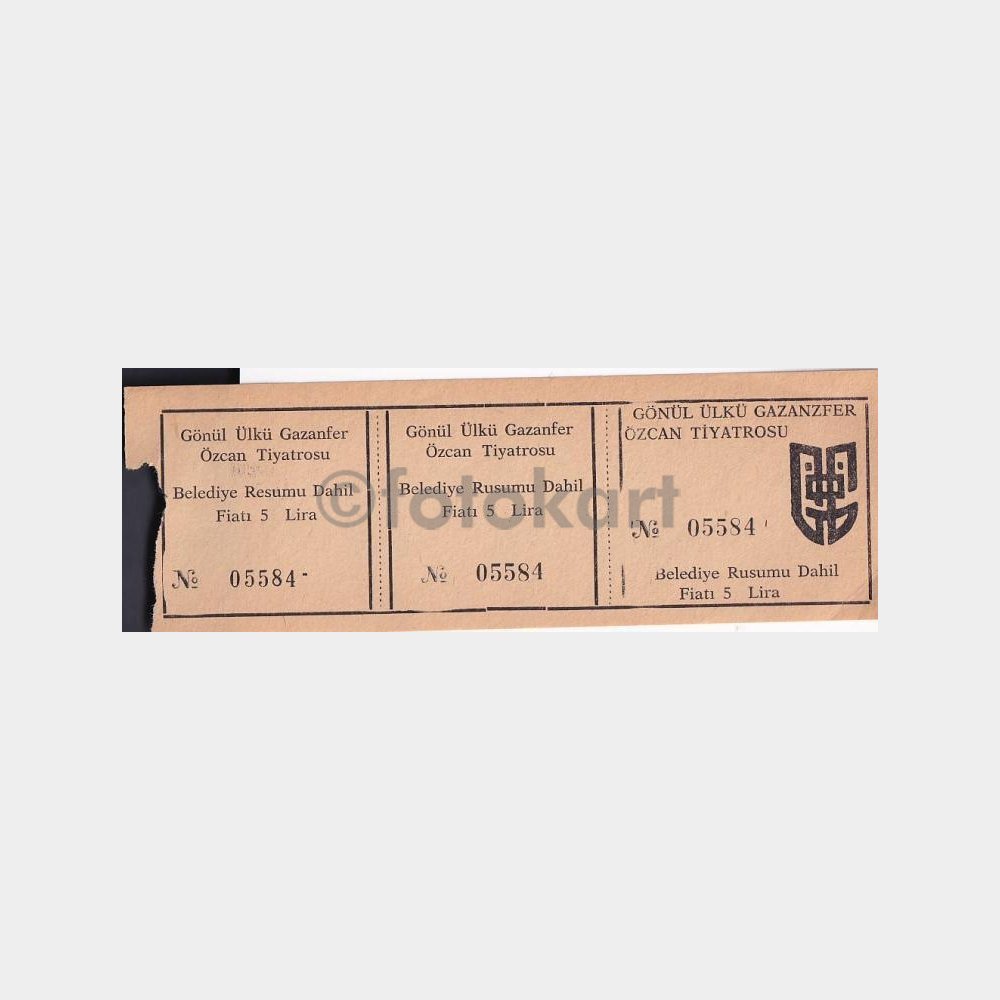 Gönül Ülkü Gazanfer
Özcan Tiyatrosu
Belediye Resumu Dahil
Fiatı 5 Lira
№ 05584
Gönül Ülkü Gazanfer
Özcan Tiyatrosu
Belediye Rusumu Dahil
Fiatı 5 Lira
№ 05584
GÖNÜL ÜLKÜ GAZANZFER
ÖZCAN TİYATROSU
№ 05584
Belediye Rusumu Dahil
Fiatı 5 Lira
©fotokart